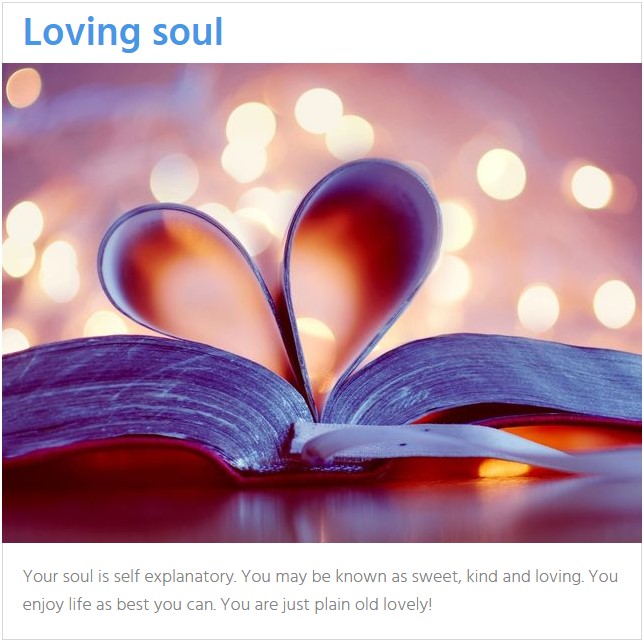 Loving soul
Your soul is self explanatory. You may be known as sweet, kind and loving. You
enjoy life as best you can. You are just plain old lovely!